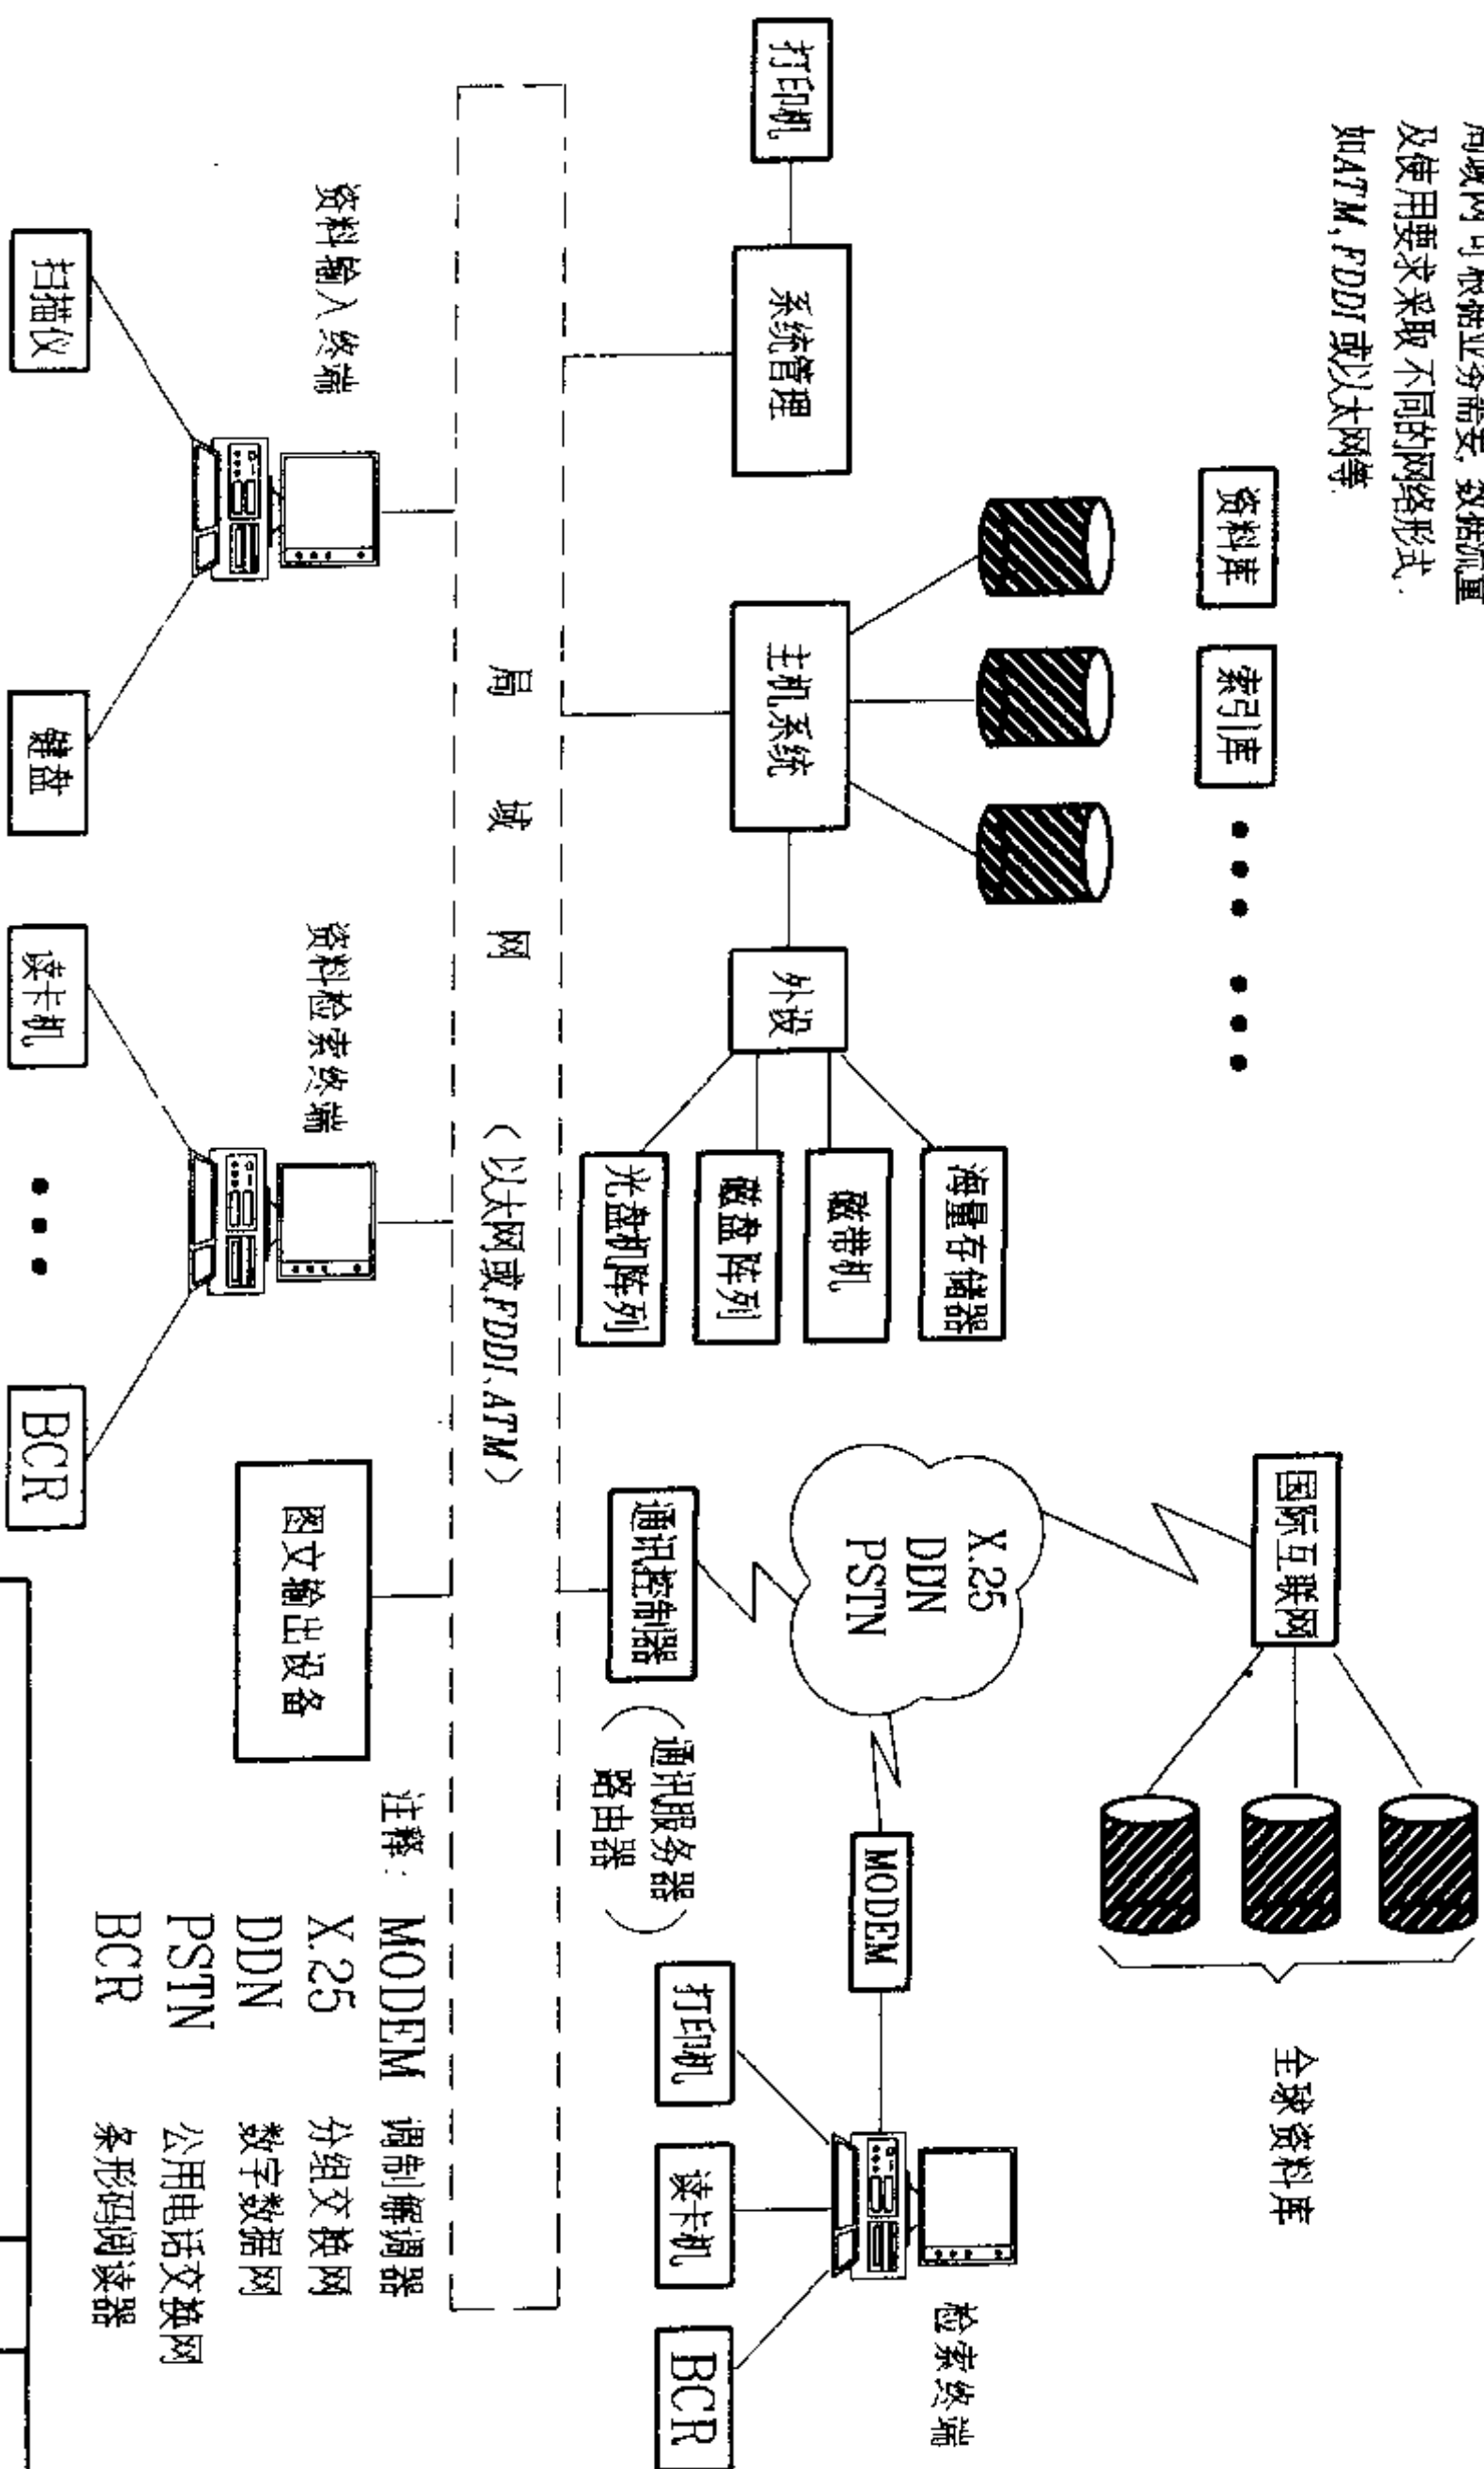 局域网可根据业务需要,数据流量
及使用要求采取不同的网络形式.
如ATM,FDDI或以太网等.
资料库
索引库
国际互联网
全球资料库
X.25
DDN
PSTN
MODEM
检索终端
打印机
读卡机
BCR
打印机
系统管理
主机系统
外设
海量存储器
磁带机
磁盘阵列
光盘机阵列
通讯控制器
(通讯服务器
路由器)
局域网
(以太网或FDDI、ATM)
资料输入终端
扫描仪
键盘
资料检索终端
读卡机
BCR
图文输出设备
注释:
MODEM 调制解调器
X.25 分组交换网
DDN 数字数据网
PSTN 公用电话交换网
BCR 条形码阅读器